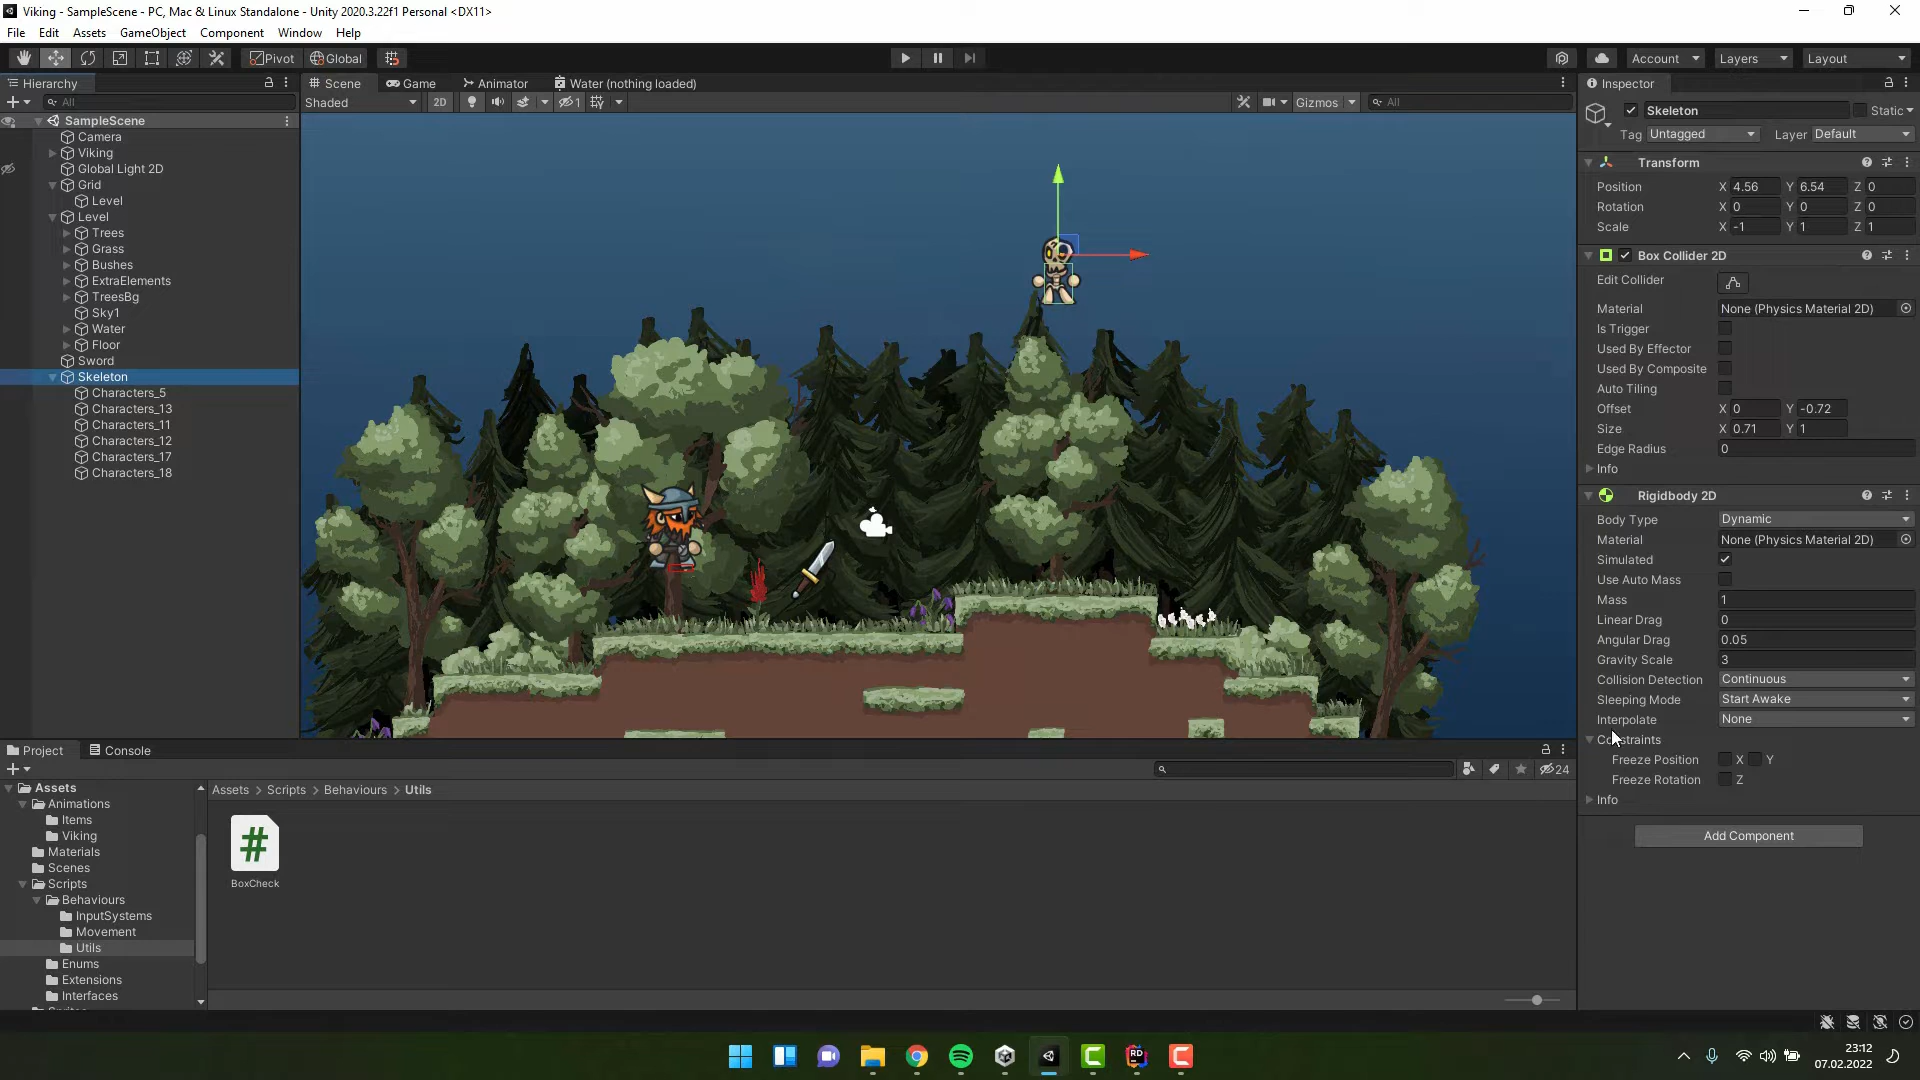 Viking - SampleScene - PC, Mac & Linux Standalone - Unity 2020.3.22f1 Personal <DX11>
File Edit Assets GameObject Component Window Help
Pivot Global Account Layers Layout
Hierarchy Scene Game Animator Water (nothing loaded) Inspector
All Shaded 2D 1 Gizmos All
Skeleton Static
Tag Untagged Layer Default
SampleScene
Camera
Viking
Global Light 2D
Grid
Level
Level
Trees
Grass
Bushes
ExtraElements
TreesBg
Sky1
Water
Floor
Sword
Skeleton
Characters_5
Characters_13
Characters_11
Characters_12
Characters_17
Characters_18
Transform
Position X 4.56 Y 6.54 Z 0
Rotation X 0 Y 0 Z 0
Scale X -1 Y 1 Z 1
Box Collider 2D
Edit Collider
Material None (Physics Material 2D)
Is Trigger
Used By Effector
Used By Composite
Auto Tiling
Offset X 0 Y -0.72
Size X 0.71 Y 1
Edge Radius 0
Info
Rigidbody 2D
Body Type Dynamic
Material None (Physics Material 2D)
Simulated
Use Auto Mass
Mass 1
Linear Drag 0
Angular Drag 0.05
Gravity Scale 3
Collision Detection Continuous
Sleeping Mode Start Awake
Interpolate None
Constraints
Freeze Position X Y
Freeze Rotation Z
Info
Add Component
Project Console
24
Assets
Animations
Items
Viking
Materials
Scenes
Scripts
Behaviours
InputSystems
Movement
Utils
Enums
Extensions
Interfaces
Assets > Scripts > Behaviours > Utils
#
BoxCheck
RD
23:12
07.02.2022